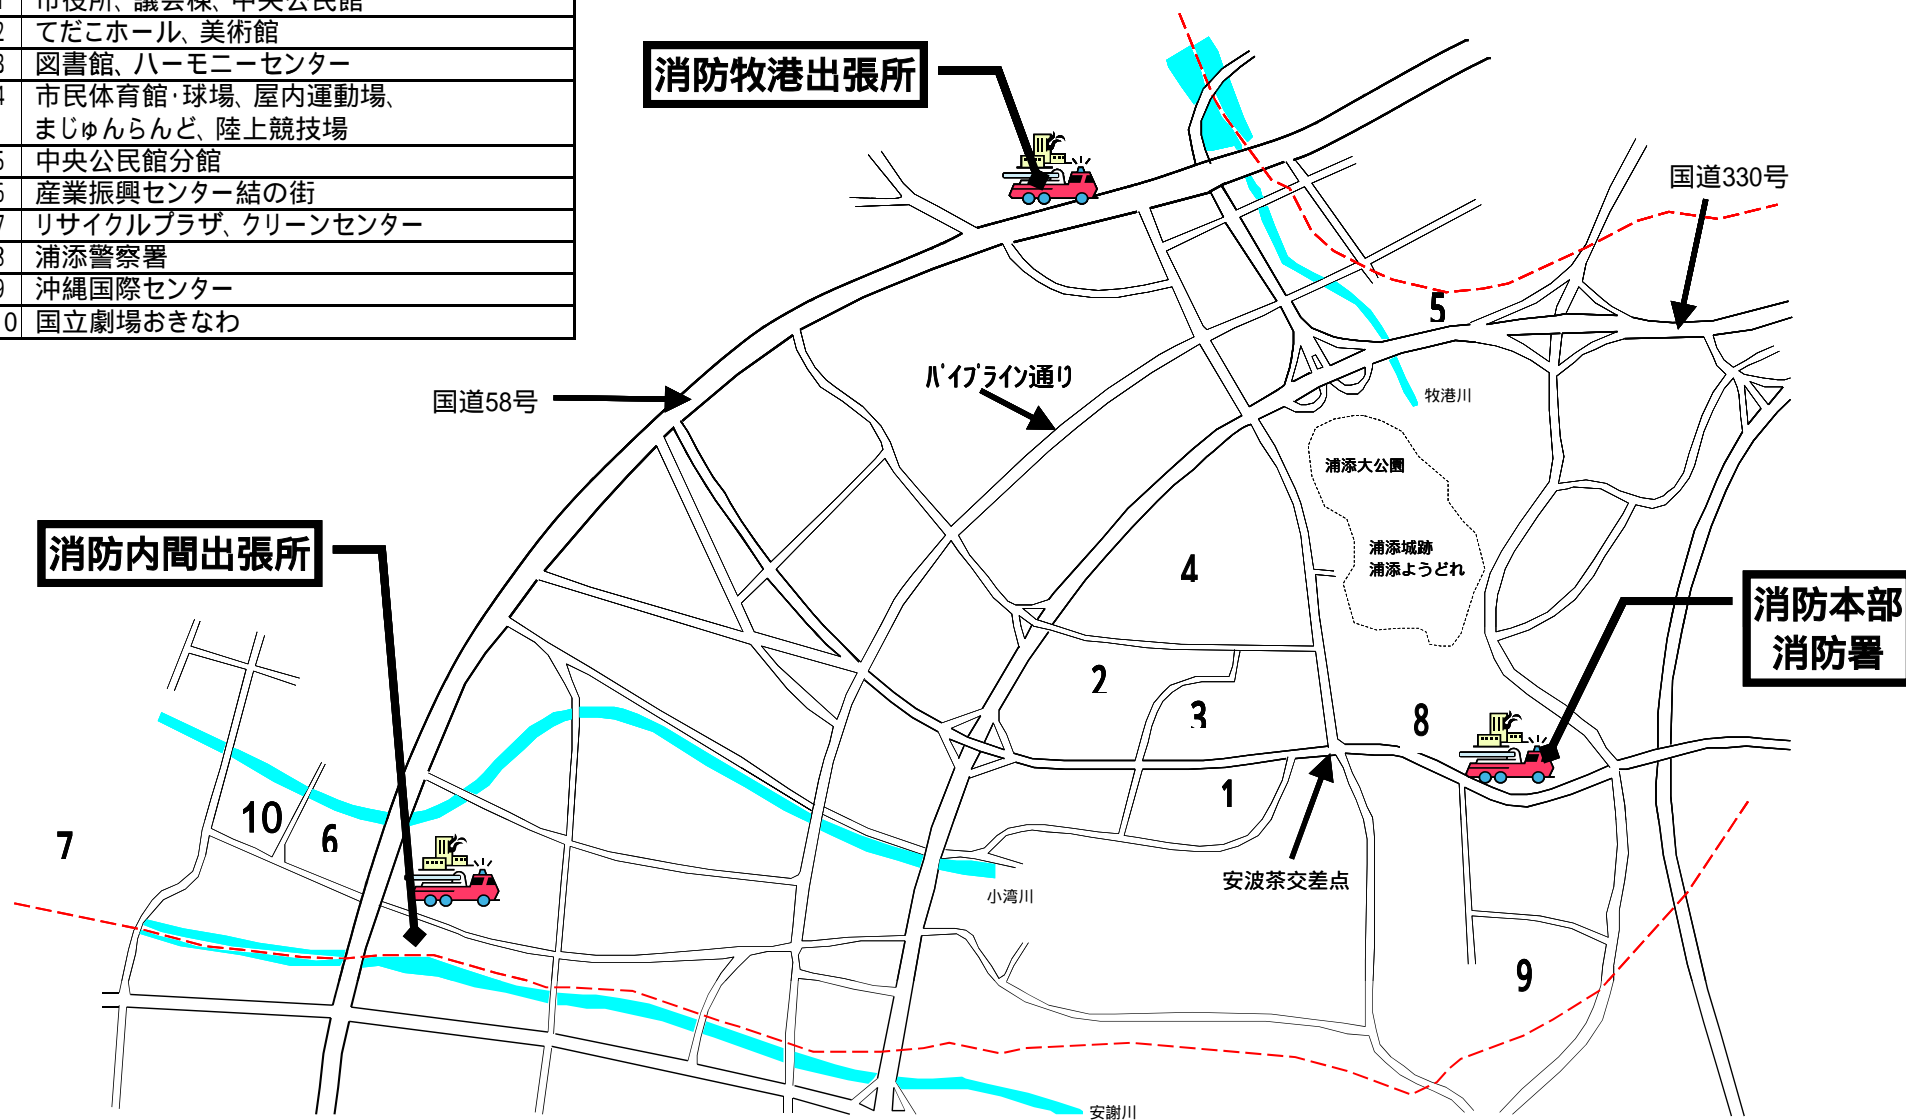 1 市役所、議会棟、中央公民館
2 てだこホール、美術館
3 図書館、ハーモニーセンター
4 市民体育館・球場、屋内運動場、
まじゅんらんど、陸上競技場
5 中央公民館分館
6 産業振興センター結の街
7 リサイクルプラザ、クリーンセンター
8 浦添警察署
9 沖縄国際センター
10 国立劇場おきなわ
消防牧港出張所
国道330号
5
パイプライン通り
国道58号
牧港川
浦添大公園
消防内間出張所
浦添城跡
浦添ようどれ
4
消防本部
消防署
2
3
8
1
10
6
7
安波茶交差点
小湾川
9
安謝川